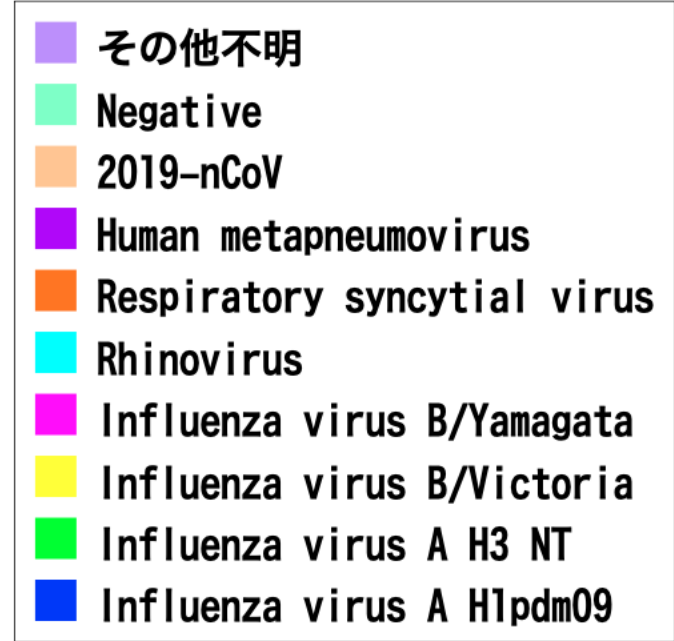 その他不明
Negative
2019-nCoV
Human metapneumovirus
Respiratory syncytial virus
Rhinovirus
Influenza virus B/Yamagata
Influenza virus B/Victoria
Influenza virus A H3 NT
Influenza virus A H1pdm09